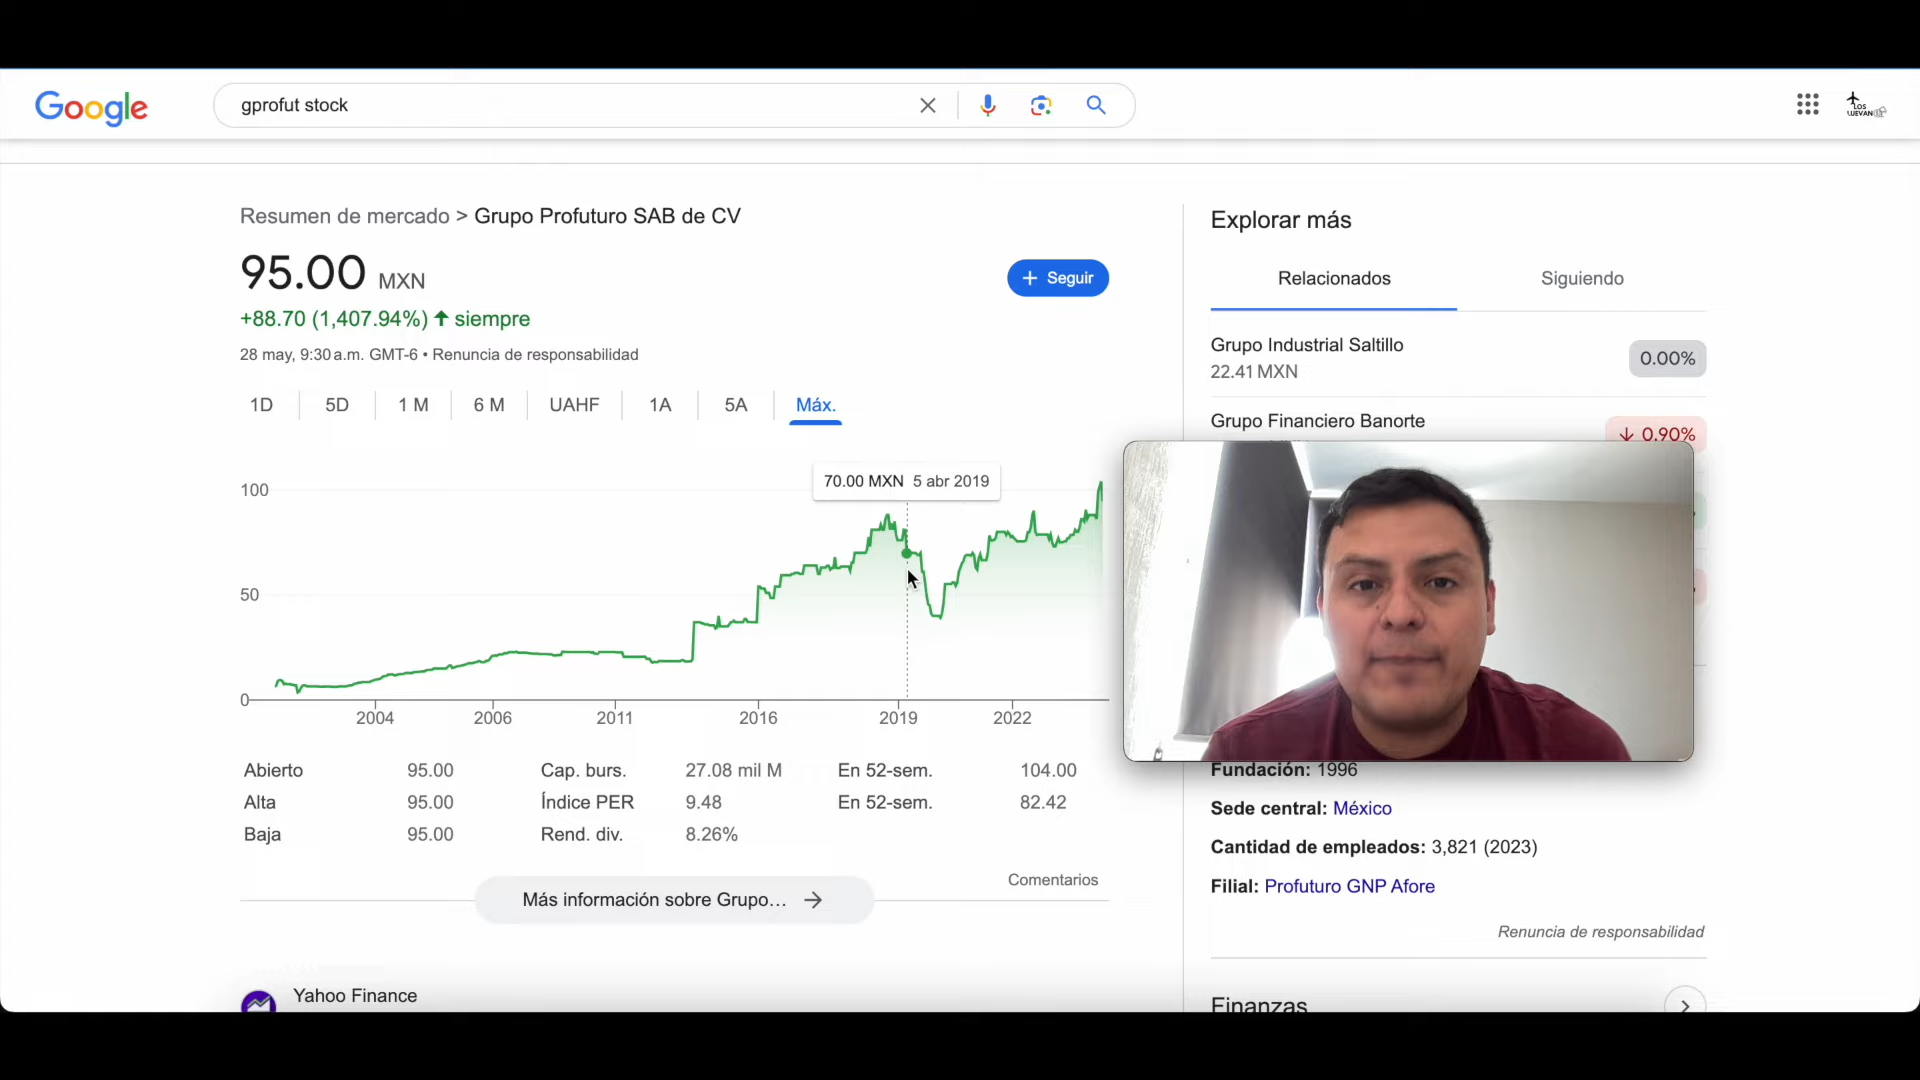 Google
gprofut stock
LOS
Resumen de mercado > Grupo Profuturo SAB de CV
95.00 MXN
+ Seguir
+88.70 (1,407.94%) ↑ siempre
28 may, 9:30 a.m. GMT-6 • Renuncia de responsabilidad
1D
5D
1 M
6 M
UAHF
1A
5A
Máx.
70.00 MXN 5 abr 2019
100
50
0
2004
2006
2011
2016
2019
2022
Abierto 95.00 Cap. burs. 27.08 mil M En 52-sem. 104.00
Alta 95.00 Índice PER 9.48 En 52-sem. 82.42
Baja 95.00 Rend. div. 8.26%
Comentarios
Más información sobre Grupo... →
Yahoo Finance
Explorar más
Relacionados
Siguiendo
Grupo Industrial Saltillo
22.41 MXN
0.00%
Grupo Financiero Banorte
↓ 0.90%
Fundación: 1996
Sede central: México
Cantidad de empleados: 3,821 (2023)
Filial: Profuturo GNP Afore
Renuncia de responsabilidad
Finanzas